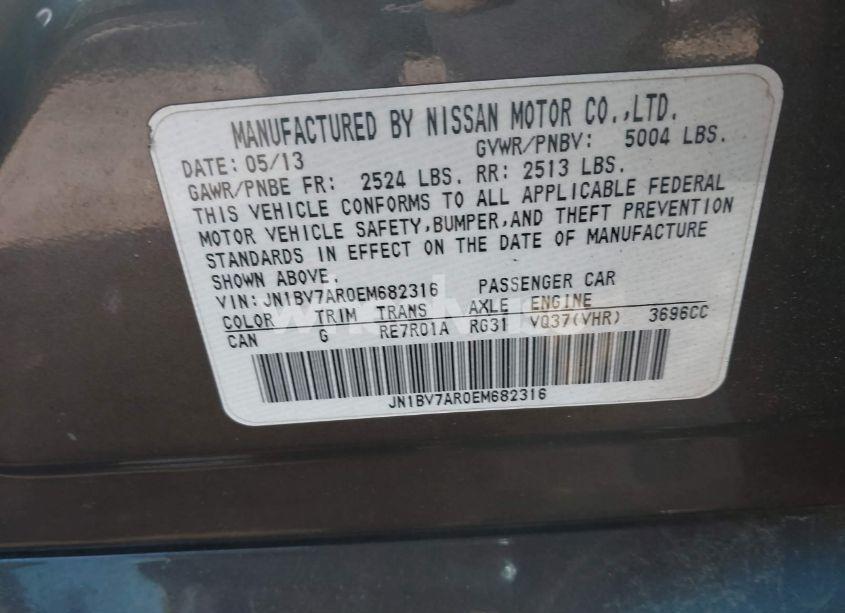 MANUFACTURED BY NISSAN MOTOR CO.,LTD.
DATE: 05/13 GVWR/PNBV: 5004 LBS.
GAWR/PNBE FR: 2524 LBS. RR: 2513 LBS.
THIS VEHICLE CONFORMS TO ALL APPLICABLE FEDERAL
MOTOR VEHICLE SAFETY,BUMPER,AND THEFT PREVENTION
STANDARDS IN EFFECT ON THE DATE OF MANUFACTURE
SHOWN ABOVE.
VIN: JN1BV7AR0EM682316 PASSENGER CAR
COLOR TRIM TRANS AXLE ENGINE
CAN G RE7R01A RG31 VQ37(VHR) 3696CC
JN1BV7AR0EM682316